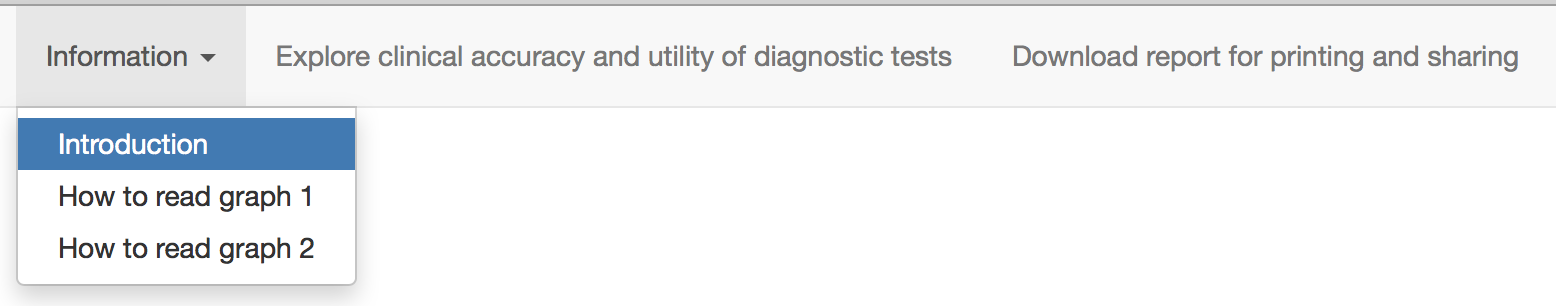 Information Explore clinical accuracy and utility of diagnostic tests Download report for printing and sharing
Introduction
How to read graph 1
How to read graph 2